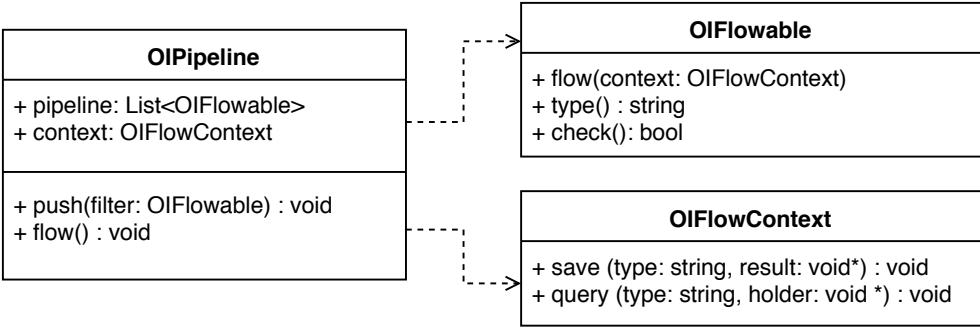 OIPipeline
+ pipeline: List<OIFlowable>
+ context: OIFlowContext
+ push(filter: OIFlowable) : void
+ flow() : void
OIFlowable
+ flow(context: OIFlowContext)
+ type() : string
+ check(): bool
OIFlowContext
+ save (type: string, result: void*) : void
+ query (type: string, holder: void *) : void